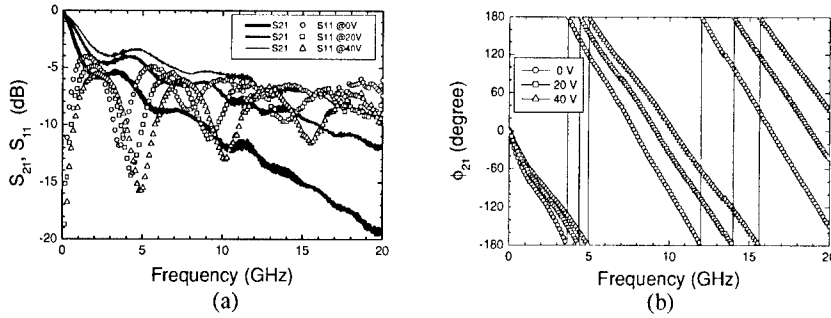 (a)
S21 S11 @0V
S21 S11 @20V
S21 S11 @40V
0
-5
-10
-15
-20
S₂₁, S₁₁ (dB)
0 5 10 15 20
Frequency (GHz)
(a)
(b)
180
120
60
0
-60
-120
-180
ϕ₂₁ (degree)
0 V
20 V
40 V
0 5 10 15 20
Frequency (GHz)
(b)